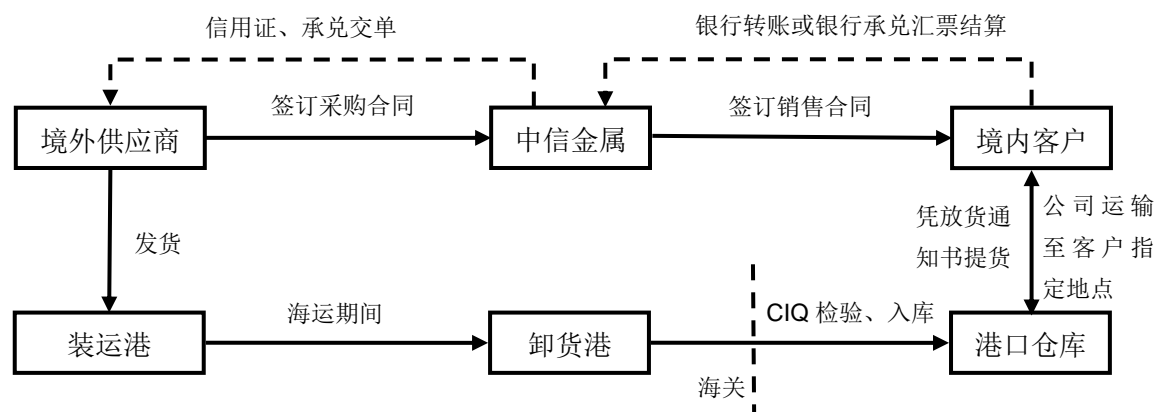 信用证、承兑交单
银行转账或银行承兑汇票结算
签订采购合同
签订销售合同
境外供应商
中信金属
境内客户
发货
凭放货通
知书提货
公司运输
至客户指
定地点
海运期间
CIQ 检验、入库
装运港
卸货港
港口仓库
海关